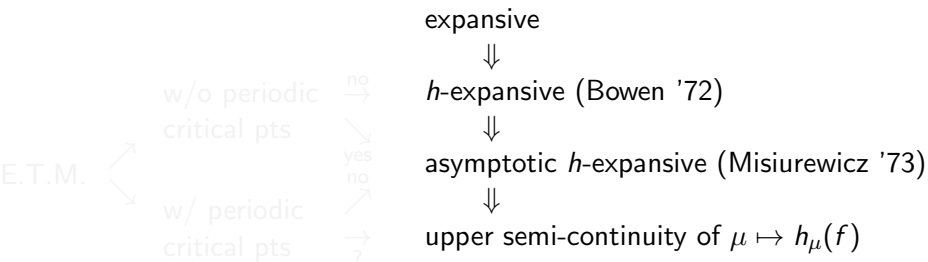 expansive
⇓
no
w/o periodic → h-expansive (Bowen '72)
critical pts ↘ ⇓
yes
E.T.M. ↗ ↘ asymptotic h-expansive (Misiurewicz '73)
no
w/ periodic ↗ ⇓
critical pts → upper semi-continuity of μ ↦ hμ(f)
?